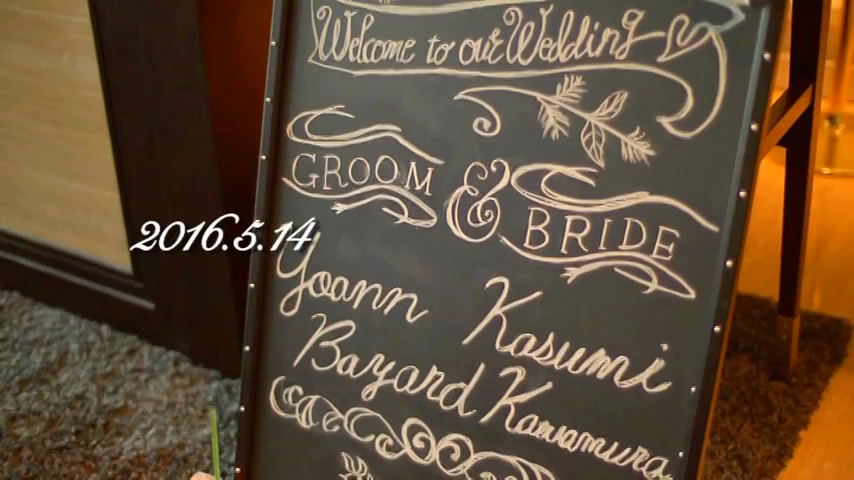 Welcome to our Wedding
GROOM & BRIDE
2016.5.14
Yoann Kasumi
Bayard Kawamura